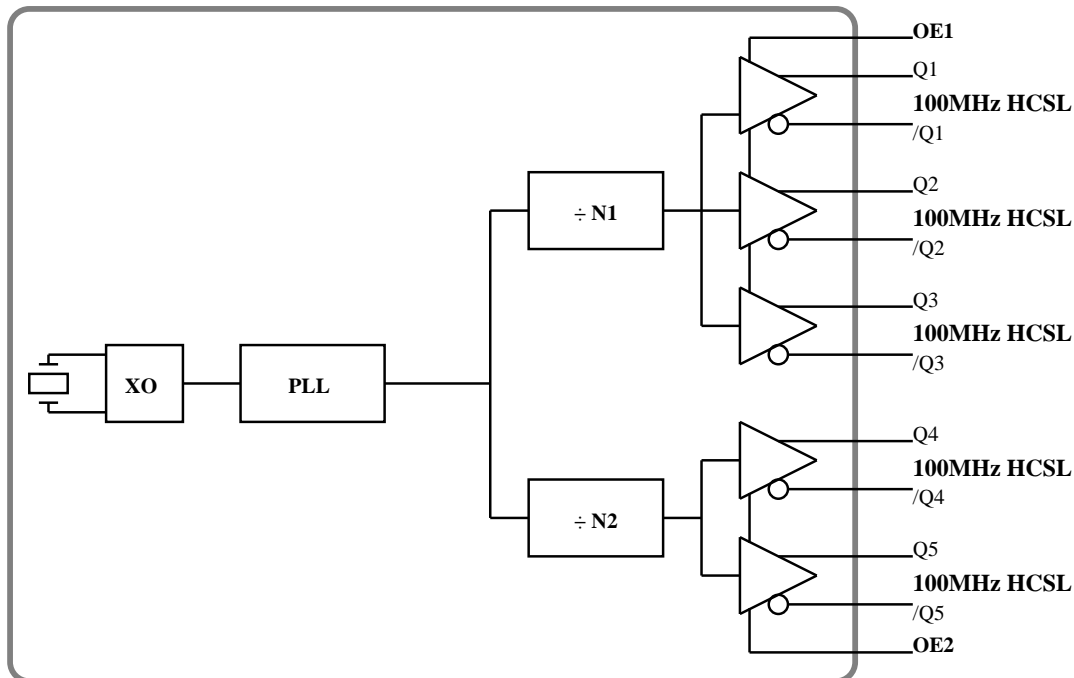 OE1
Q1
100MHz HCSL
/Q1
Q2
÷ N1
100MHz HCSL
/Q2
Q3
100MHz HCSL
/Q3
XO
PLL
Q4
100MHz HCSL
/Q4
÷ N2
Q5
100MHz HCSL
/Q5
OE2